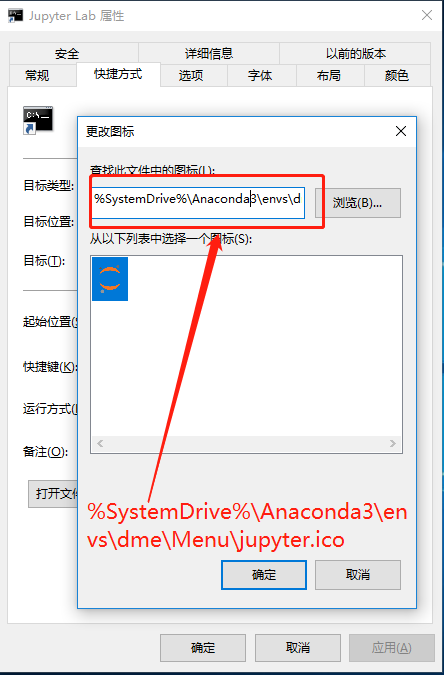 Jupyter Lab 属性
安全
详细信息
以前的版本
常规
快捷方式
选项
字体
布局
颜色
C:\
更改图标
查找此文件中的图标(L):
%SystemDrive%\Anaconda3\envs\d
浏览(B)...
从以下列表中选择一个图标(S):
目标类型:
目标位置:
目标(T):
起始位置(S
快捷键(K):
运行方式(
备注(O):
打开文件
%SystemDrive%\Anaconda3\en
vs\dme\Menu\jupyter.ico
确定
取消
确定
取消
应用(A)